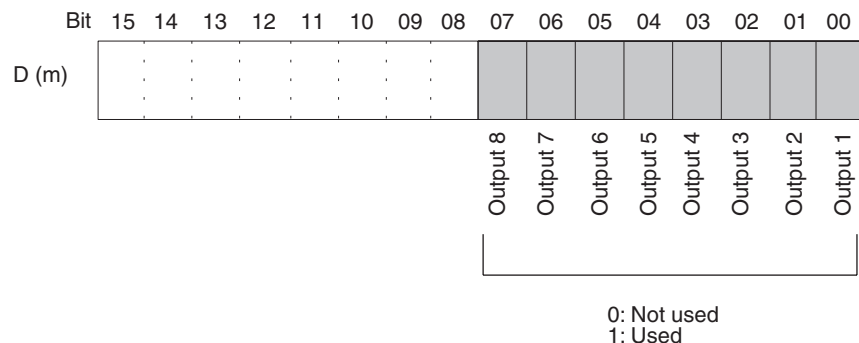 Bit 15 14 13 12 11 10 09 08 07 06 05 04 03 02 01 00
D (m)
Output 8 Output 7 Output 6 Output 5 Output 4 Output 3 Output 2 Output 1
0: Not used
1: Used